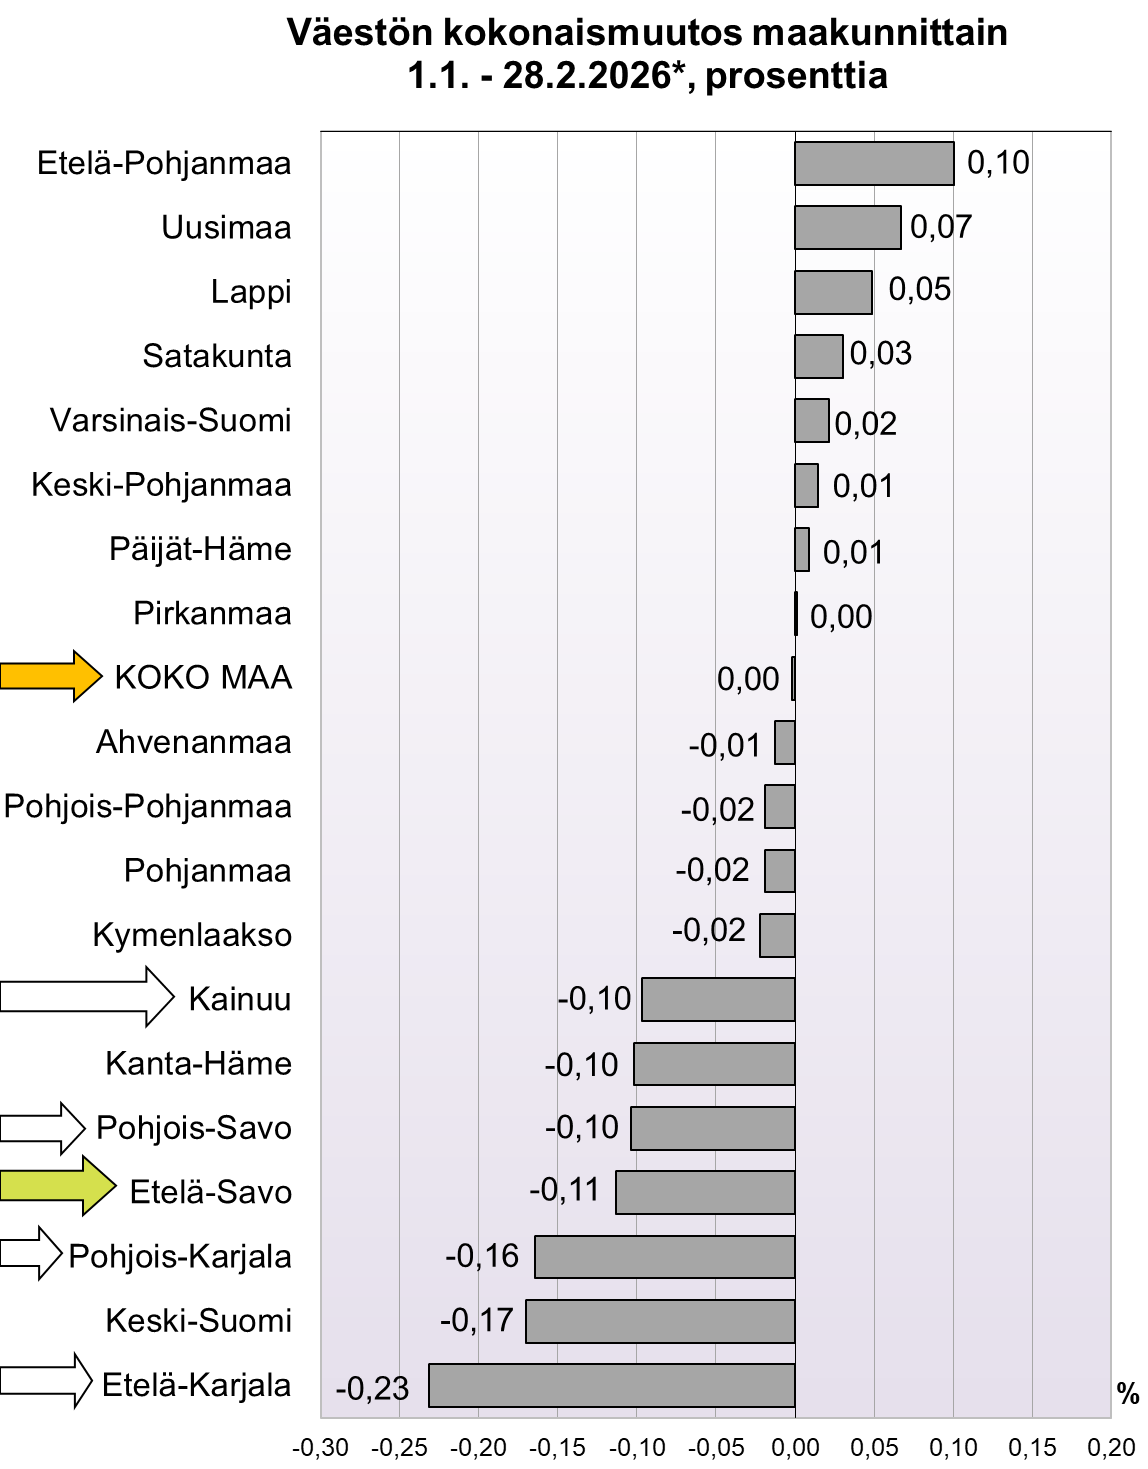 Väestön kokonaismuutos maakunnittain
1.1. - 28.2.2026*, prosenttia
Etelä-Pohjanmaa 0,10
Uusimaa 0,07
Lappi 0,05
Satakunta 0,03
Varsinais-Suomi 0,02
Keski-Pohjanmaa 0,01
Päijät-Häme 0,01
Pirkanmaa 0,00
KOKO MAA 0,00
Ahvenanmaa -0,01
Pohjois-Pohjanmaa -0,02
Pohjanmaa -0,02
Kymenlaakso -0,02
Kainuu -0,10
Kanta-Häme -0,10
Pohjois-Savo -0,10
Etelä-Savo -0,11
Pohjois-Karjala -0,16
Keski-Suomi -0,17
Etelä-Karjala -0,23 %
-0,30 -0,25 -0,20 -0,15 -0,10 -0,05 0,00 0,05 0,10 0,15 0,20